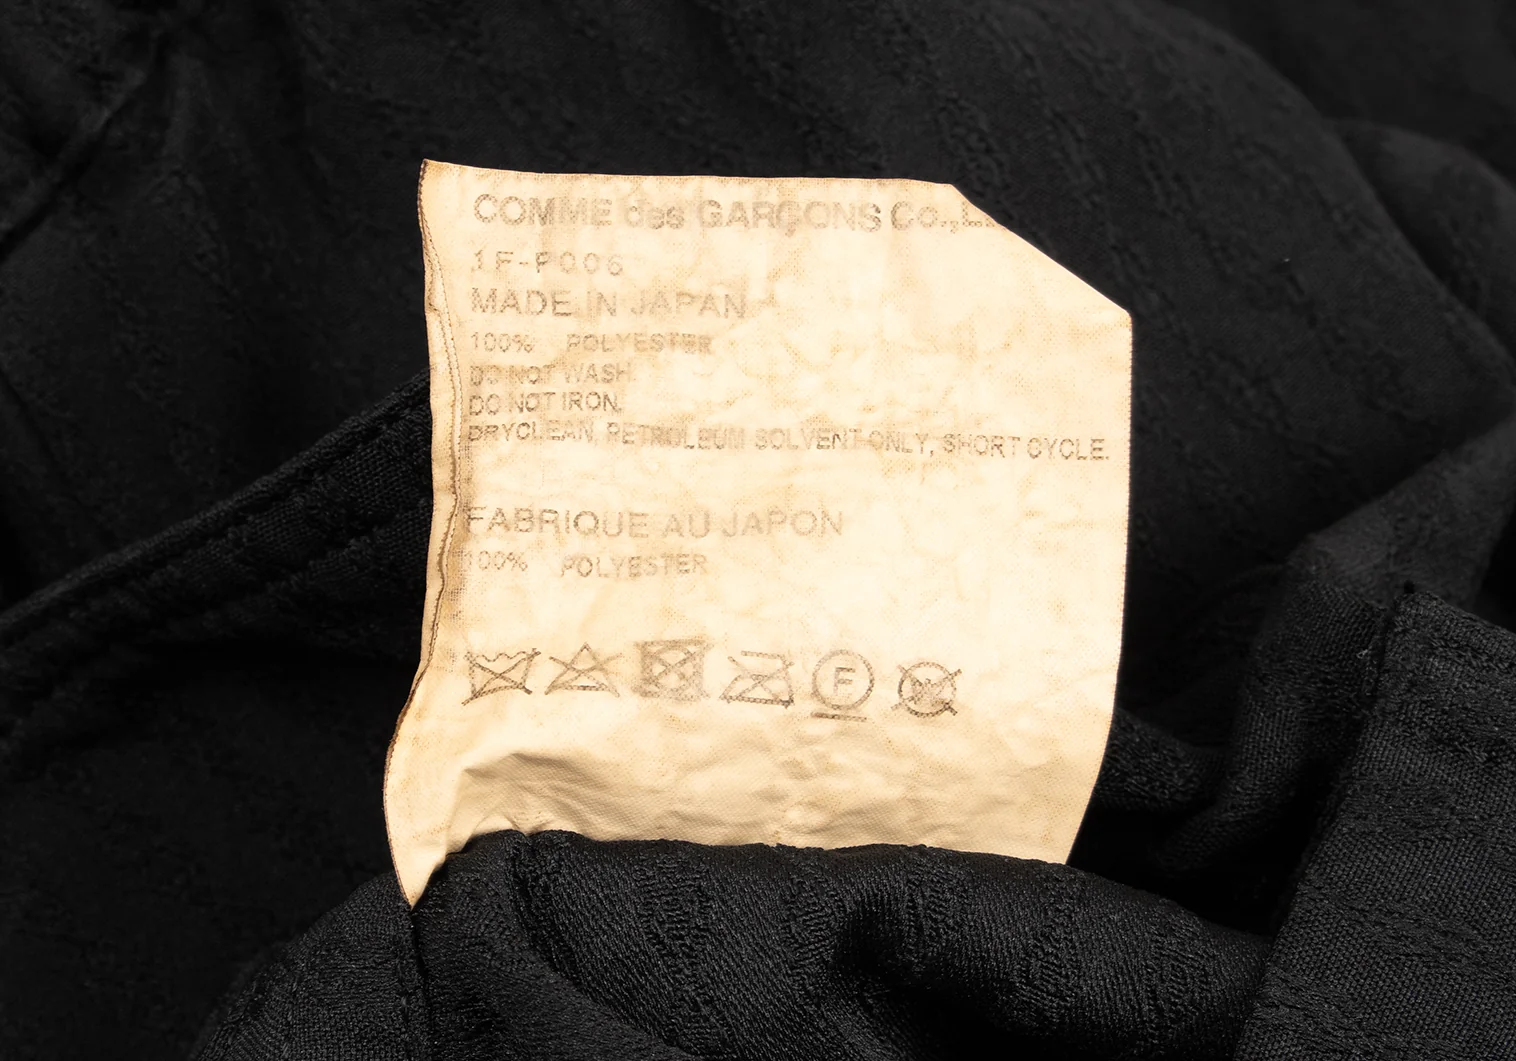 COMME des GARÇONS Co.,L
1F-P006
MADE IN JAPAN
100% POLYESTER
DO NOT WASH.
DO NOT IRON.
DRYCLEAN, PETROLEUM SOLVENT ONLY, SHORT CYCLE.
FABRIQUE AU JAPON
100% POLYESTER
F